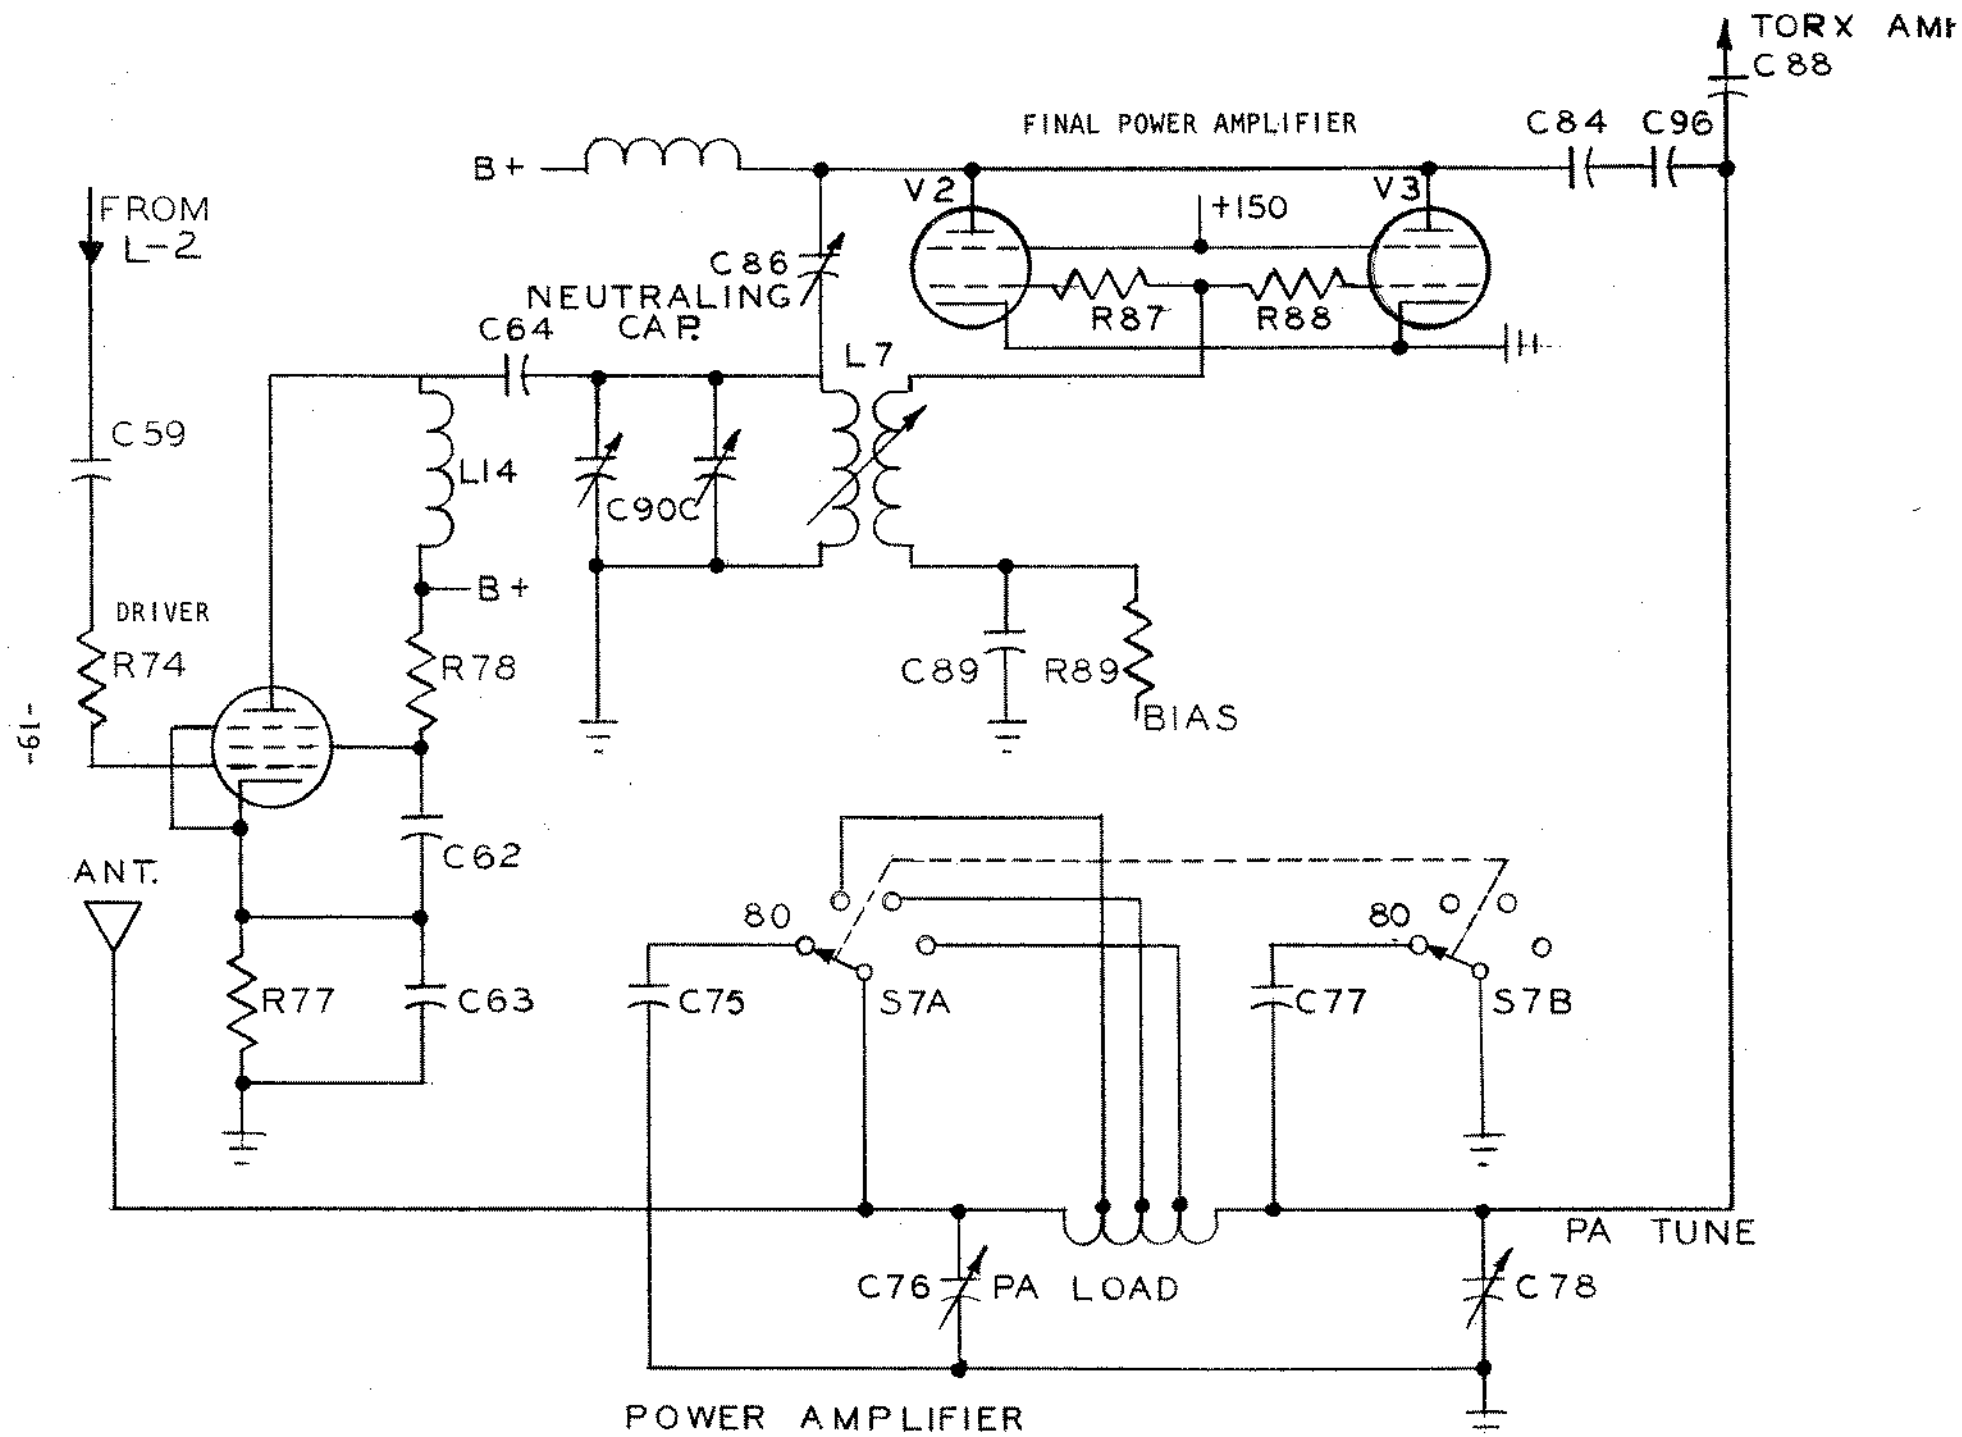 TORX AMP
C88
FINAL POWER AMPLIFIER
C84
C96
B+
V2
V3
+150
FROM
L-2
C86
NEUTRALING
CAP.
R87
R88
C64
L7
C59
L14
C90C
B+
DRIVER
R74
R78
C89
R89
BIAS
-19-
C62
ANT.
80
80
R77
C63
C75
S7A
C77
S7B
PA TUNE
C76
PA LOAD
C78
POWER AMPLIFIER